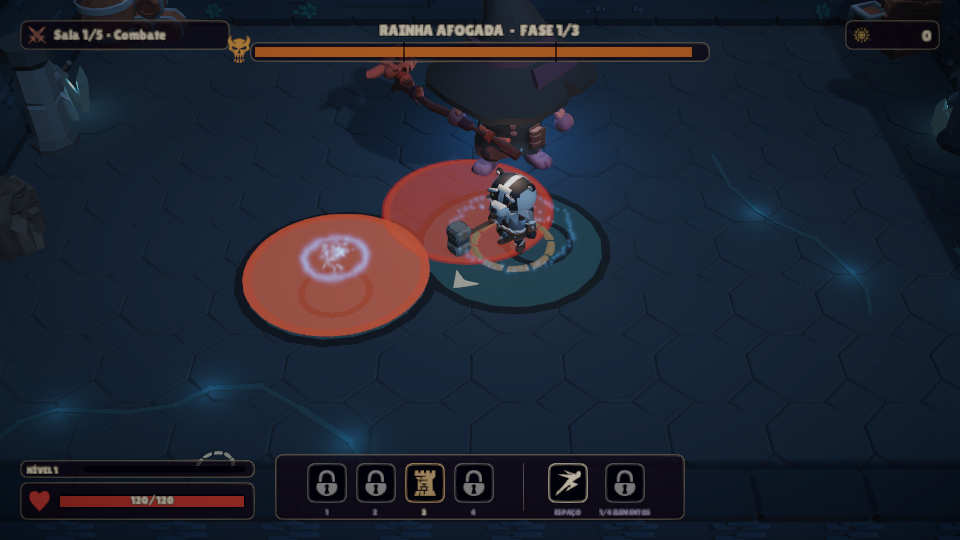 Sala 1/5 - Combate
RAINHA AFOGADA - FASE 1/3
0
NÍVEL 1
120/120
1
2
3
4
ESPAÇO
1/4 ELEMENTOS